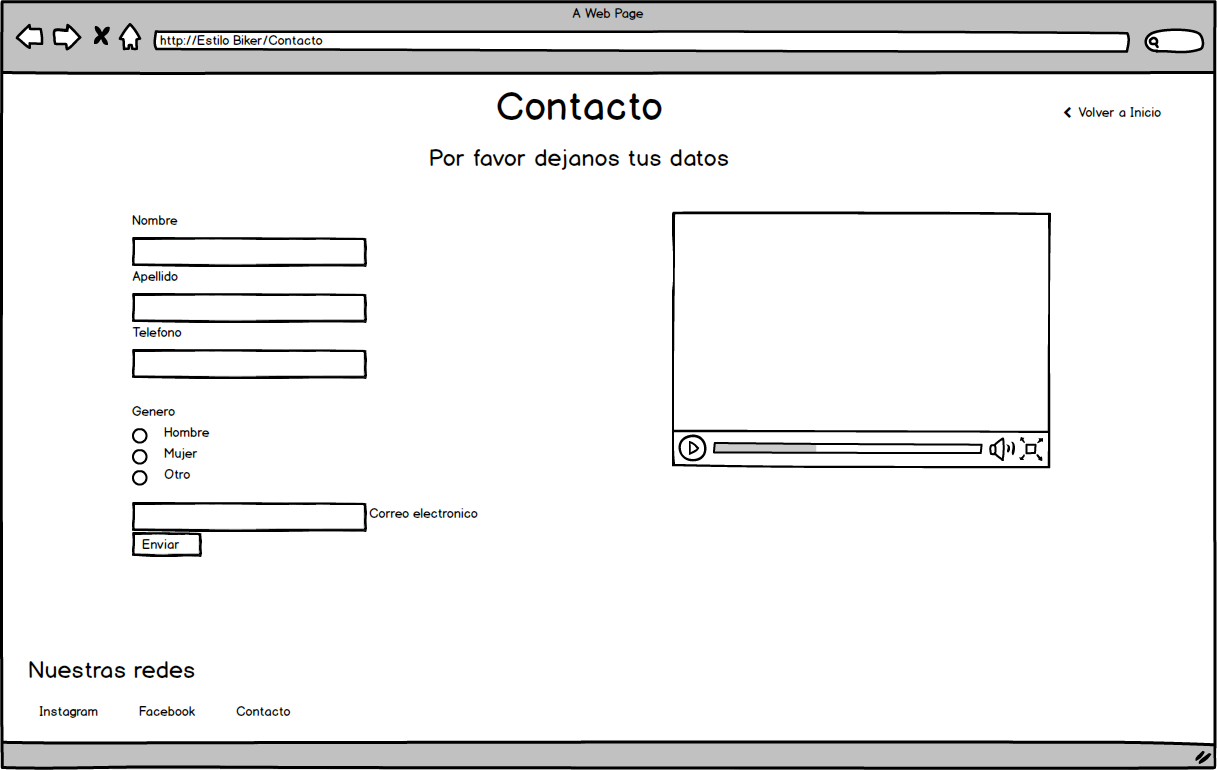 A Web Page
http://Estilo Biker/Contacto
Contacto
Volver a Inicio
Por favor dejanos tus datos
Nombre
Apellido
Telefono
Genero
Hombre
Mujer
Otro
Correo electronico
Enviar
Nuestras redes
Instagram Facebook Contacto